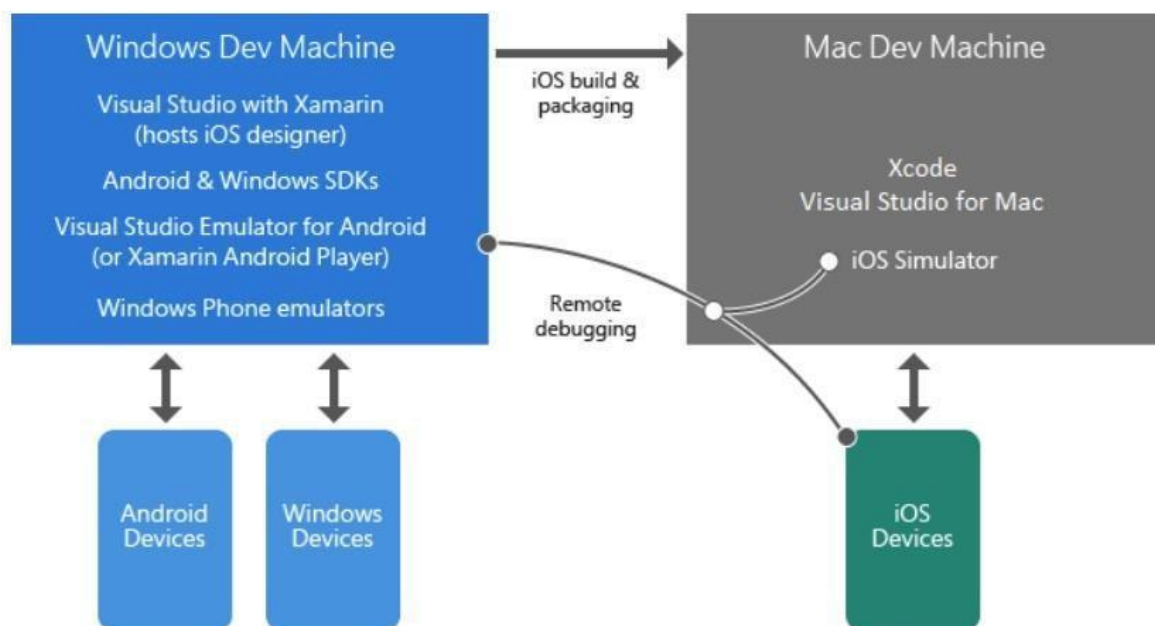 Windows Dev Machine
Visual Studio with Xamarin
(hosts iOS designer)
Android & Windows SDKs
Visual Studio Emulator for Android
(or Xamarin Android Player)
Windows Phone emulators
iOS build &
packaging
Mac Dev Machine
Xcode
Visual Studio for Mac
iOS Simulator
Remote
debugging
Android
Devices
Windows
Devices
iOS
Devices